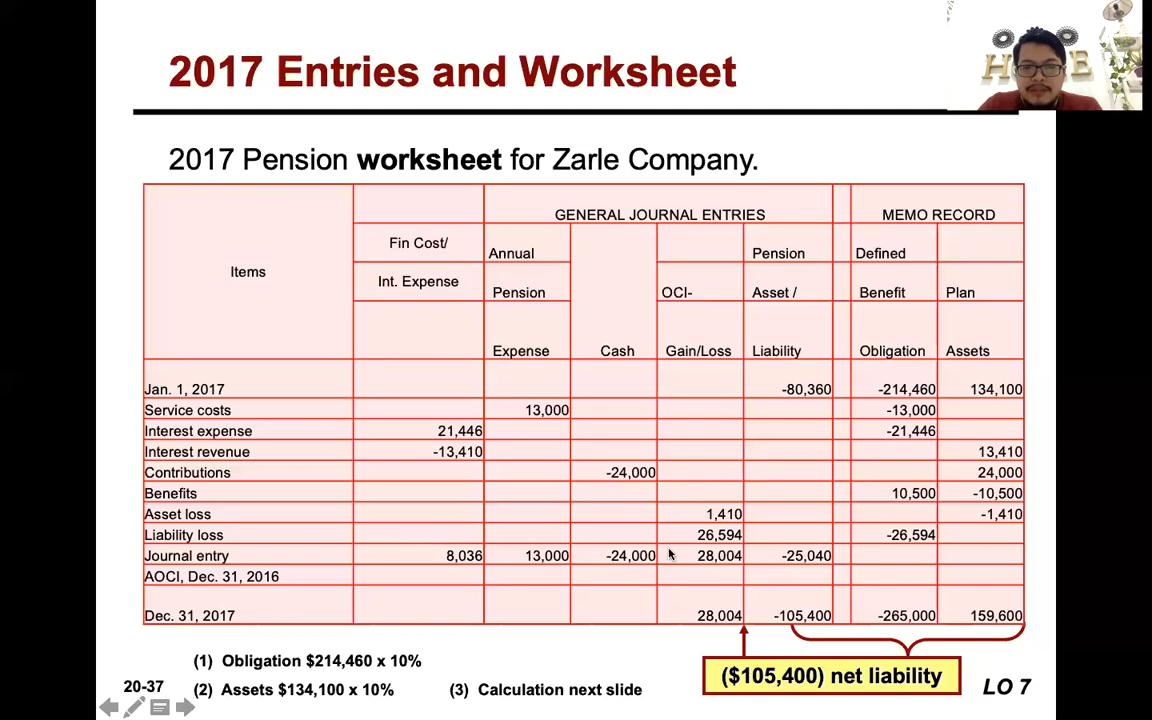 2017 Entries and Worksheet
2017 Pension worksheet for Zarle Company.
GENERAL JOURNAL ENTRIES MEMO RECORD
Items
Fin Cost/
Int. Expense
Annual
Pension
Expense
Cash
OCI-
Gain/Loss
Pension
Asset /
Liability
Defined
Benefit
Obligation
Plan
Assets
Jan. 1, 2017 -80,360 -214,460 134,100
Service costs 13,000 -13,000
Interest expense 21,446 -21,446
Interest revenue -13,410 13,410
Contributions -24,000 24,000
Benefits 10,500 -10,500
Asset loss 1,410 -1,410
Liability loss 26,594 -26,594
Journal entry 8,036 13,000 -24,000 28,004 -25,040
AOCI, Dec. 31, 2016
Dec. 31, 2017 28,004 -105,400 -265,000 159,600
(1) Obligation $214,460 x 10%
(2) Assets $134,100 x 10% (3) Calculation next slide
($105,400) net liability
20-37
LO 7